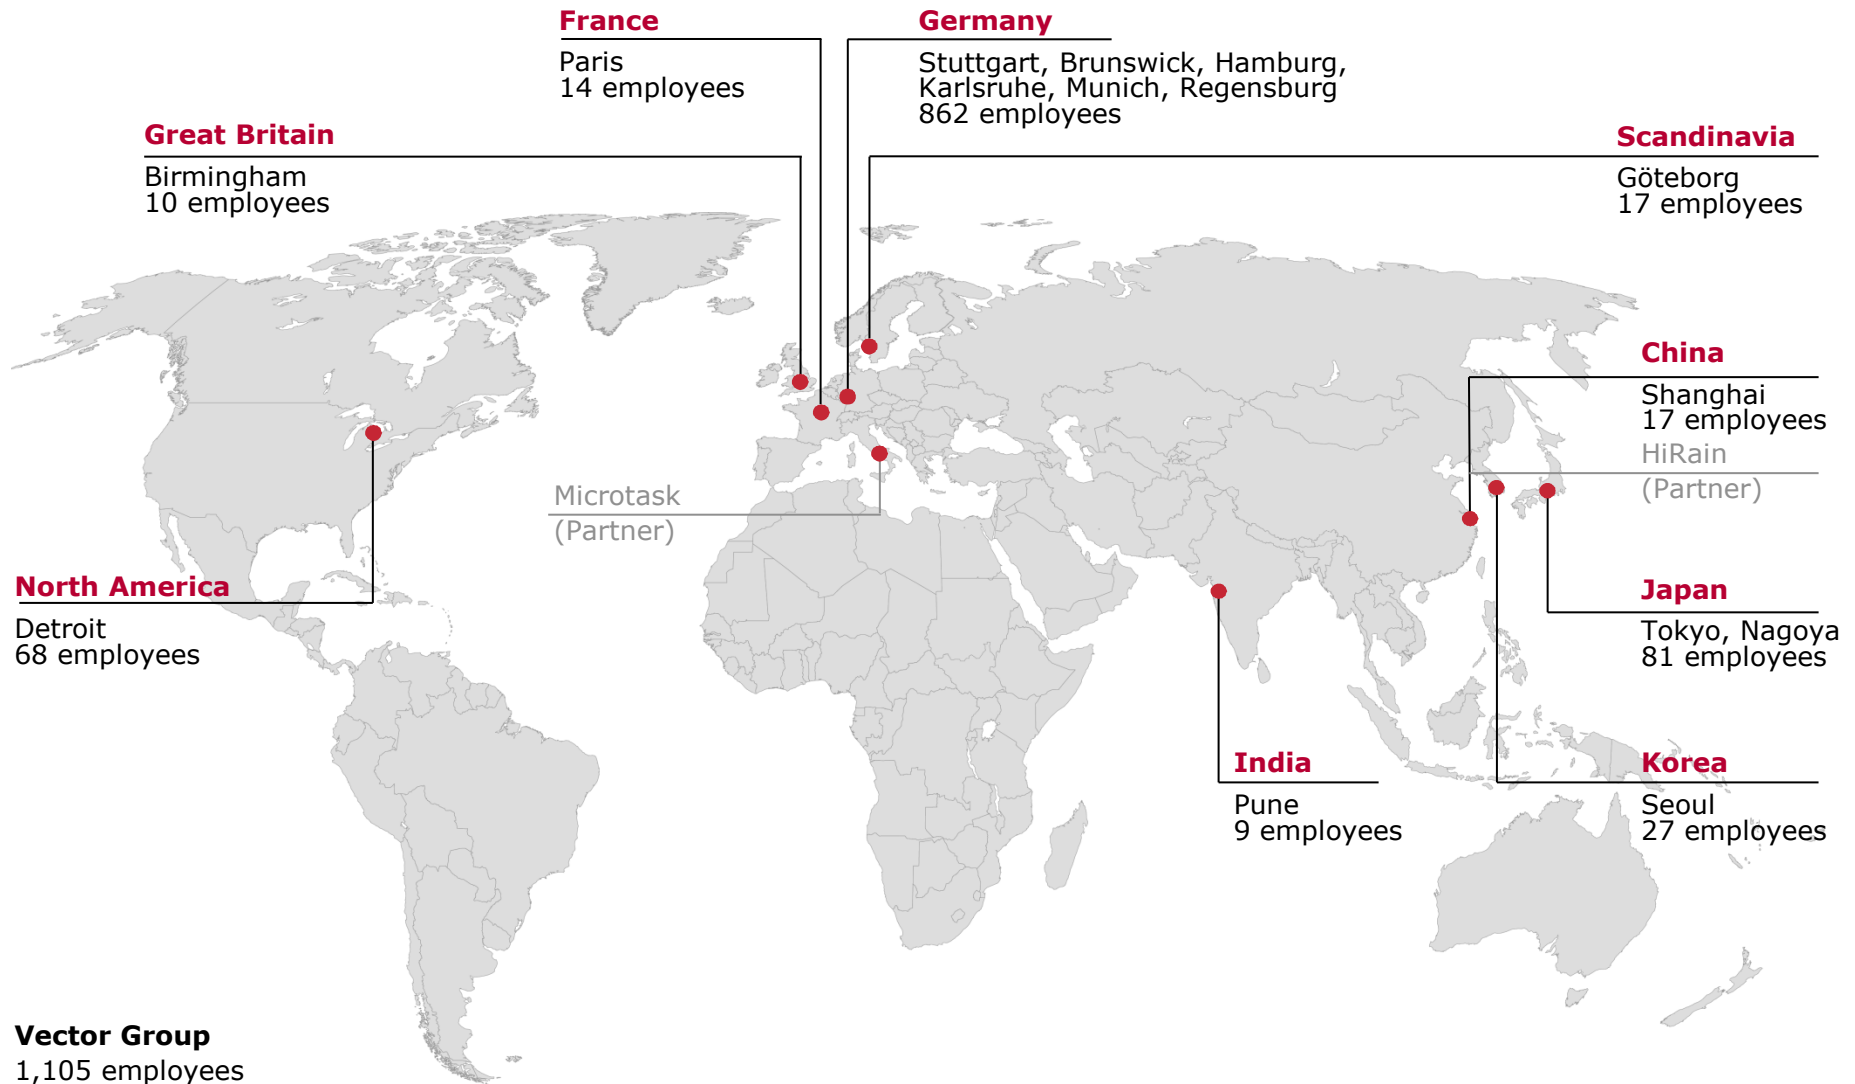 France
Paris
14 employees
Germany
Stuttgart, Brunswick, Hamburg,
Karlsruhe, Munich, Regensburg
862 employees
Great Britain
Birmingham
10 employees
Scandinavia
Göteborg
17 employees
China
Shanghai
17 employees
HiRain
(Partner)
Microtask
(Partner)
North America
Detroit
68 employees
Japan
Tokyo, Nagoya
81 employees
India
Pune
9 employees
Korea
Seoul
27 employees
Vector Group
1,105 employees